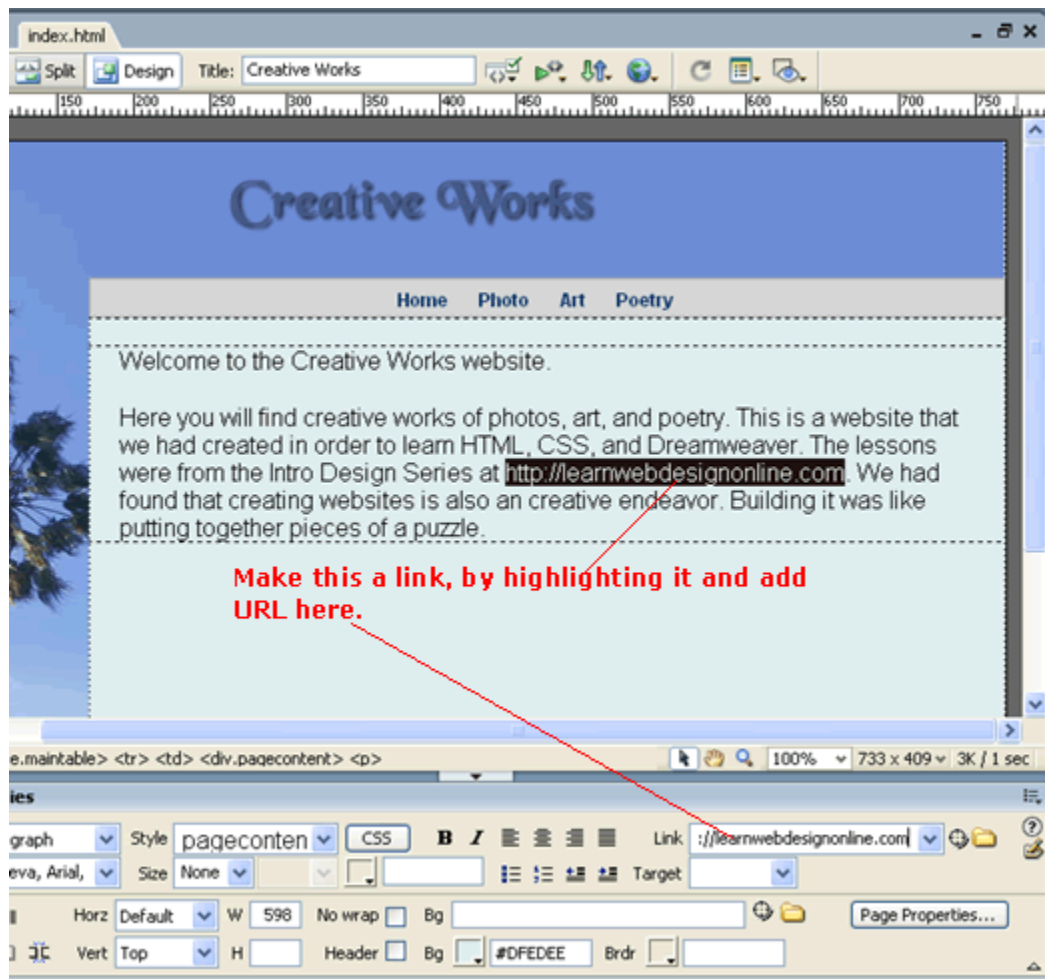 index.html
Split Design Title: Creative Works
150 200 250 300 350 400 450 500 550 600 650 700 750
Creative Works
Home Photo Art Poetry
Welcome to the Creative Works website.
Here you will find creative works of photos, art, and poetry. This is a website that
we had created in order to learn HTML, CSS, and Dreamweaver. The lessons
were from the Intro Design Series at http://learnwebdesignonline.com. We had
found that creating websites is also an creative endeavor. Building it was like
putting together pieces of a puzzle.
Make this a link, by highlighting it and add
URL here.
e.maintable> <tr> <td> <div.pagecontent> <p> 100% 733 x 409 3K / 1 sec
ies
graph Style pageconten CSS B I Link ://learnwebdesignonline.com
eva, Arial, Size None Target
Horz Default W 598 No wrap Bg Page Properties...
Vert Top H Header Bg #DFEDEE Brdr